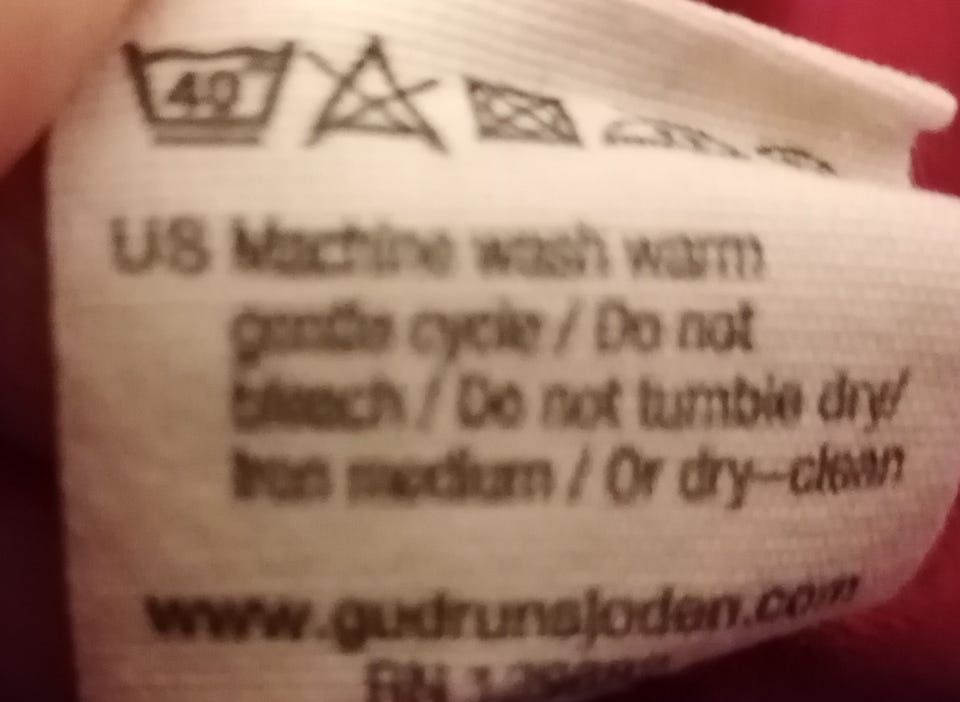 40
US Machine wash warm
gentle cycle / Do not
bleach / Do not tumble dry/
Iron medium / Or dry-clean
www.gudrunsjoden.com
RN